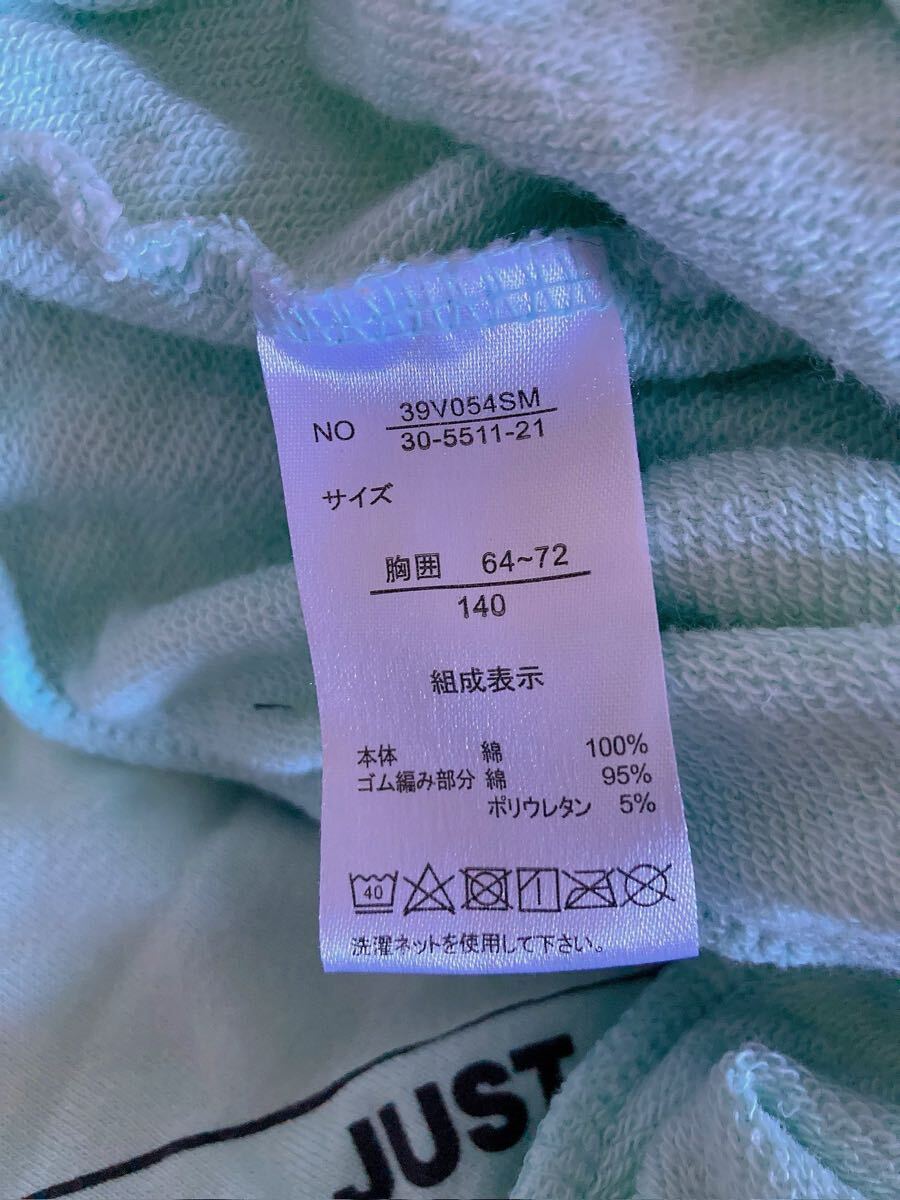 NO 39V054SM
30-5511-21
サイズ
胸囲 64~72
140
組成表示
本体 綿 100%
ゴム編み部分 綿 95%
ポリウレタン 5%
40
洗濯ネットを使用して下さい。
JUST